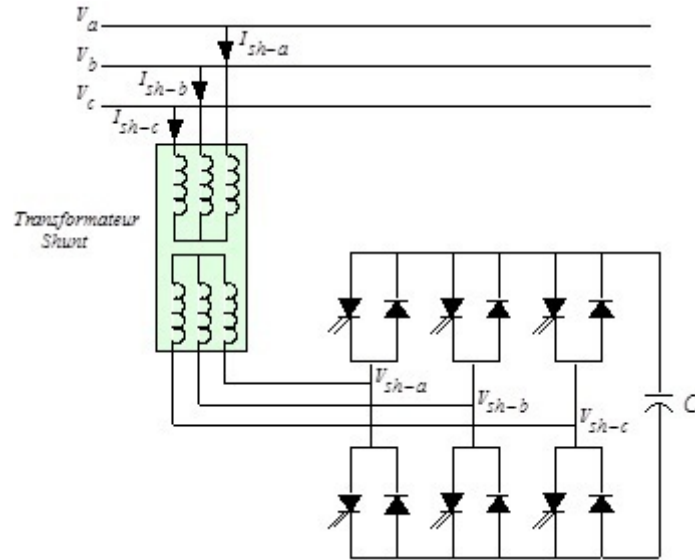 V_a
I_sh-a
V_b
I_sh-b
V_c
I_sh-c
Transformateur
Shunt
V_sh-a
V_sh-b
V_sh-c
C